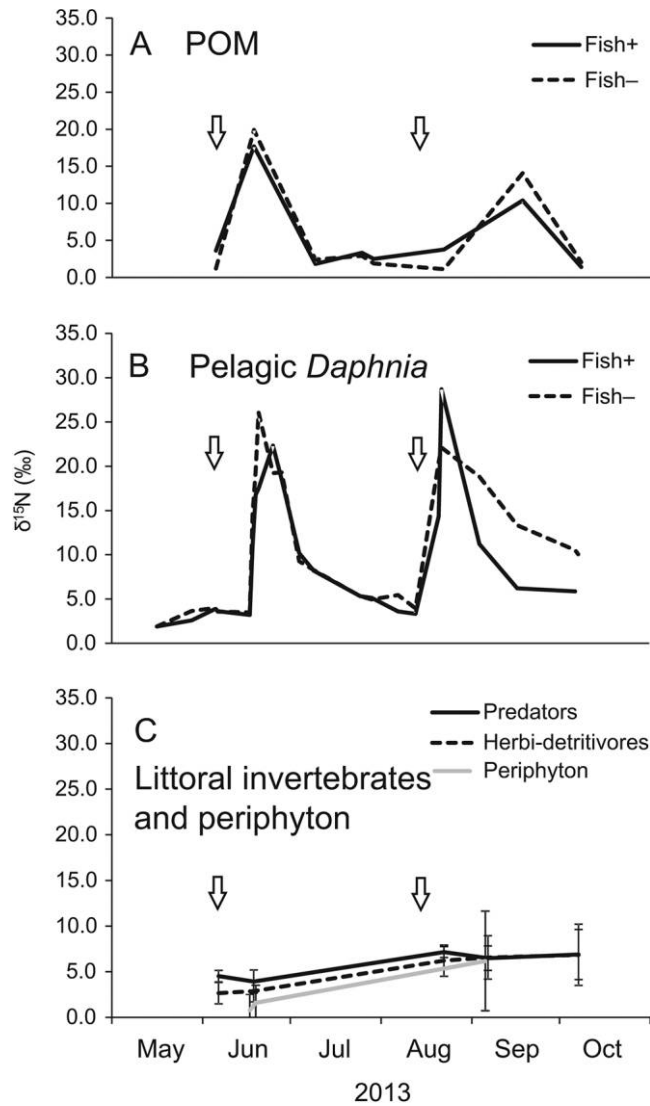 A POM
Fish+
Fish–
35.0
30.0
25.0
20.0
15.0
10.0
5.0
0.0
B Pelagic Daphnia
Fish+
Fish–
35.0
30.0
25.0
20.0
15.0
10.0
5.0
0.0
δ¹⁵N (‰)
C
Littoral invertebrates
and periphyton
Predators
Herbi-detritivores
Periphyton
35.0
30.0
25.0
20.0
15.0
10.0
5.0
0.0
May Jun Jul Aug Sep Oct
2013